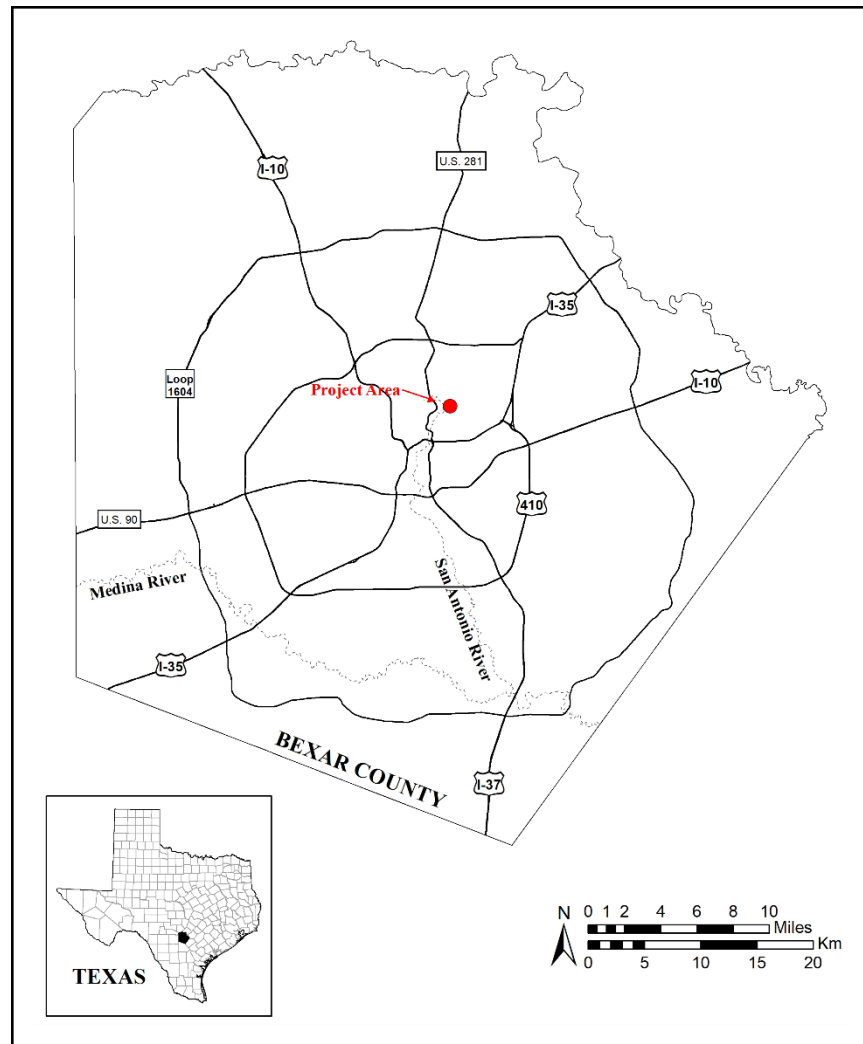 I-10
U.S. 281
I-35
Loop
1604
Project Area
I-10
410
U.S. 90
Medina River
San Antonio River
I-35
BEXAR COUNTY
I-37
TEXAS
N
0 1 2 4 6 8 10
Miles
Km
0 5 10 15 20